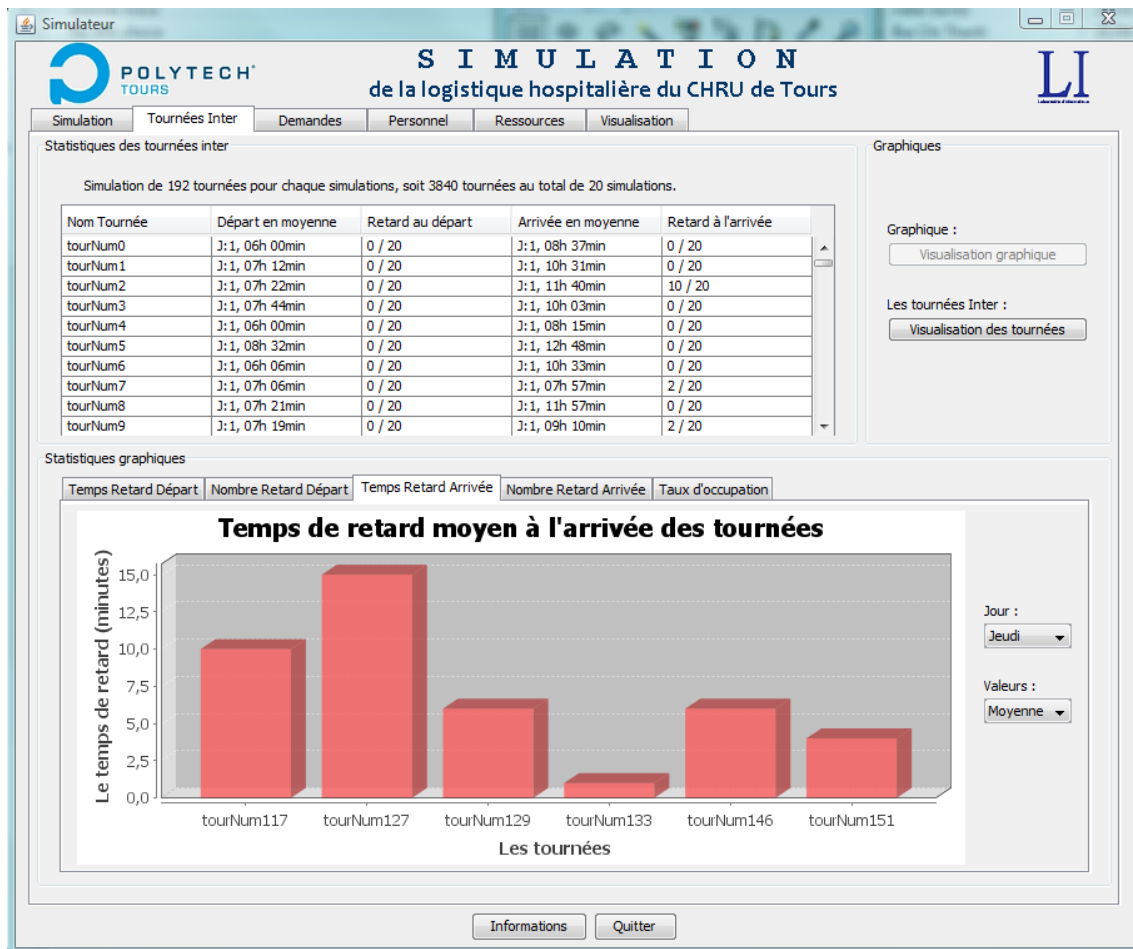 Simulateur
POLYTECH
TOURS
SIMULATION
de la logistique hospitalière du CHRU de Tours
LI
Simulation Tournées Inter Demandes Personnel Ressources Visualisation
Statistiques des tournées inter
Graphiques
Simulation de 192 tournées pour chaque simulations, soit 3840 tournées au total de 20 simulations.
Nom Tournée Départ en moyenne Retard au départ Arrivée en moyenne Retard à l'arrivée
tourNum0 J:1, 06h 00min 0 / 20 J:1, 08h 37min 0 / 20
tourNum1 J:1, 07h 12min 0 / 20 J:1, 10h 31min 0 / 20
tourNum2 J:1, 07h 22min 0 / 20 J:1, 11h 40min 10 / 20
tourNum3 J:1, 07h 44min 0 / 20 J:1, 10h 03min 0 / 20
tourNum4 J:1, 06h 00min 0 / 20 J:1, 08h 15min 0 / 20
tourNum5 J:1, 08h 32min 0 / 20 J:1, 12h 48min 0 / 20
tourNum6 J:1, 06h 06min 0 / 20 J:1, 10h 33min 0 / 20
tourNum7 J:1, 07h 06min 0 / 20 J:1, 07h 57min 2 / 20
tourNum8 J:1, 07h 21min 0 / 20 J:1, 11h 57min 0 / 20
tourNum9 J:1, 07h 19min 0 / 20 J:1, 09h 10min 2 / 20
Graphique :
Visualisation graphique
Les tournées Inter :
Visualisation des tournées
Statistiques graphiques
Temps Retard Départ Nombre Retard Départ Temps Retard Arrivée Nombre Retard Arrivée Taux d'occupation
Temps de retard moyen à l'arrivée des tournées
Le temps de retard (minutes)
15,0
12,5
10,0
7,5
5,0
2,5
0,0
tourNum117 tourNum127 tourNum129 tourNum133 tourNum146 tourNum151
Les tournées
Jour :
Jeudi
Valeurs :
Moyenne
Informations Quitter